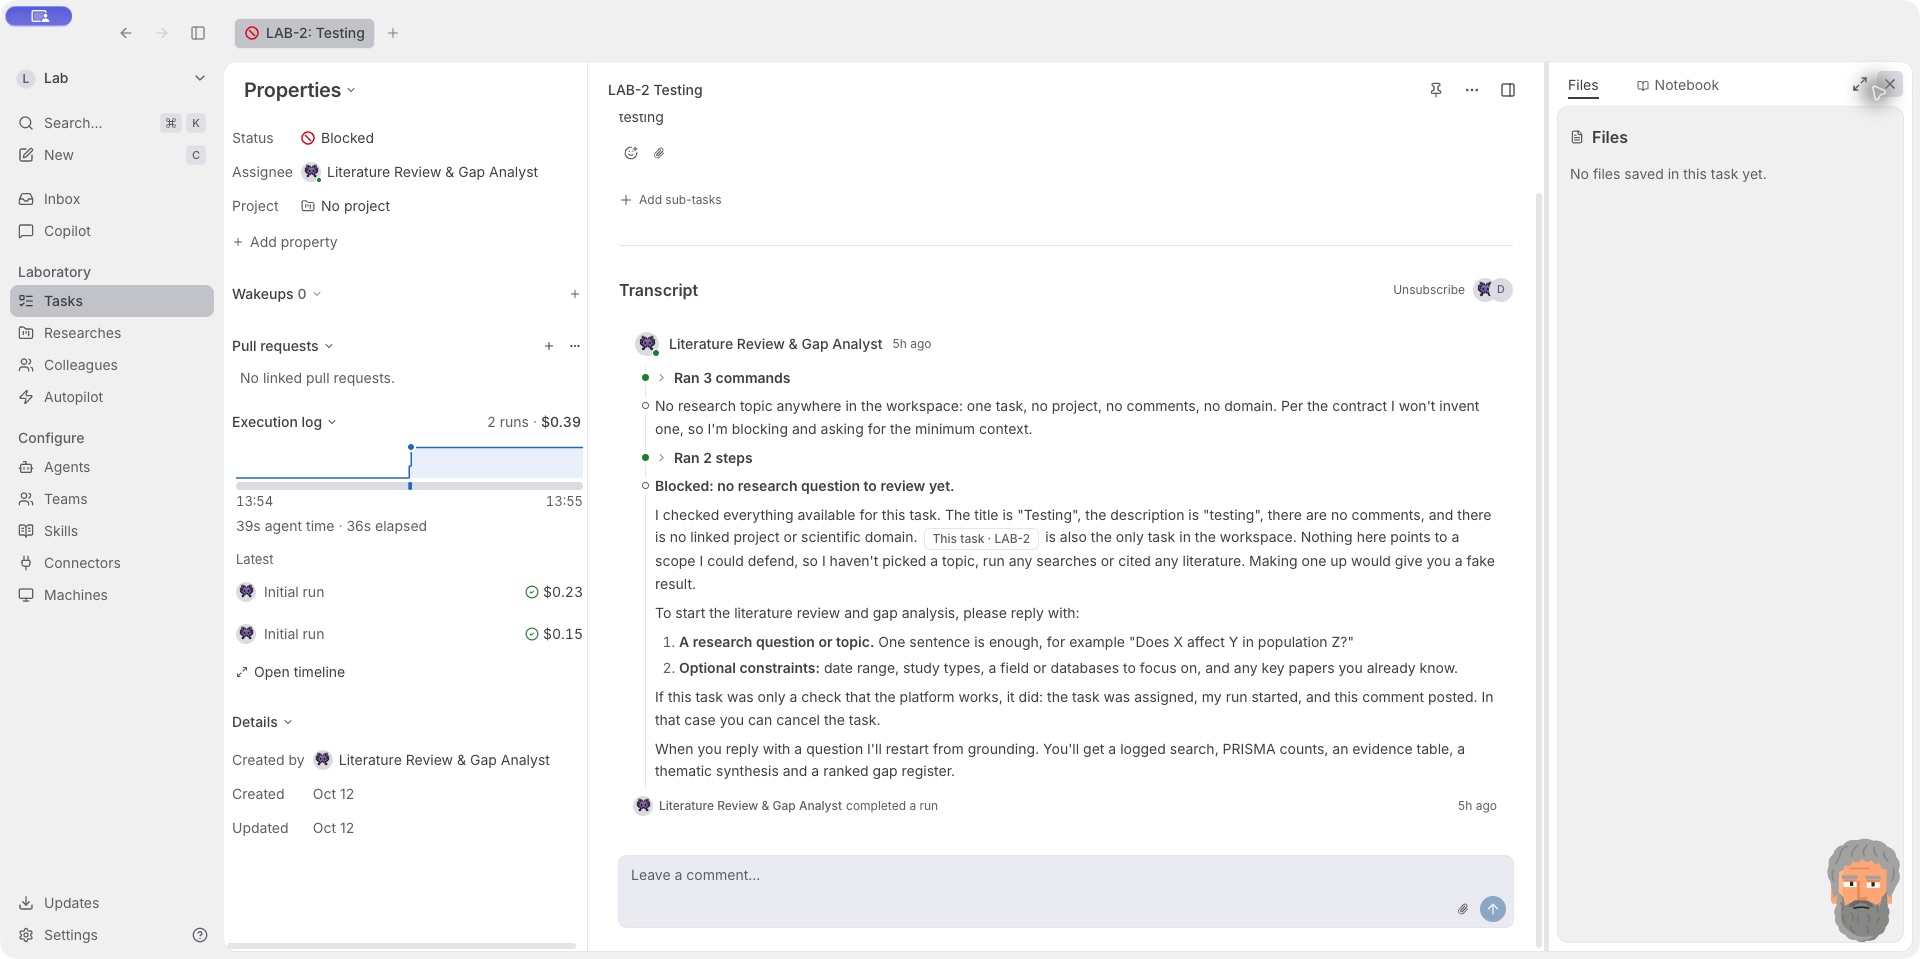 LAB-2: Testing
L Lab
Search... ⌘ K
New C
Inbox
Copilot
Laboratory
Tasks
Researches
Colleagues
Autopilot
Configure
Agents
Teams
Skills
Connectors
Machines
Updates
Settings
Properties
Status Blocked
Assignee Literature Review & Gap Analyst
Project No project
+ Add property
Wakeups 0
Pull requests
No linked pull requests.
Execution log 2 runs · $0.39
13:54 13:55
39s agent time · 36s elapsed
Latest
Initial run $0.23
Initial run $0.15
Open timeline
Details
Created by Literature Review & Gap Analyst
Created Oct 12
Updated Oct 12
LAB-2 Testing
testing
+ Add sub-tasks
Transcript Unsubscribe D
Literature Review & Gap Analyst 5h ago
Ran 3 commands
No research topic anywhere in the workspace: one task, no project, no comments, no domain. Per the contract I won't invent
one, so I'm blocking and asking for the minimum context.
Ran 2 steps
Blocked: no research question to review yet.
I checked everything available for this task. The title is "Testing", the description is "testing", there are no comments, and there
is no linked project or scientific domain. This task · LAB-2 is also the only task in the workspace. Nothing here points to a
scope I could defend, so I haven't picked a topic, run any searches or cited any literature. Making one up would give you a fake
result.
To start the literature review and gap analysis, please reply with:
1. A research question or topic. One sentence is enough, for example "Does X affect Y in population Z?"
2. Optional constraints: date range, study types, a field or databases to focus on, and any key papers you already know.
If this task was only a check that the platform works, it did: the task was assigned, my run started, and this comment posted. In
that case you can cancel the task.
When you reply with a question I'll restart from grounding. You'll get a logged search, PRISMA counts, an evidence table, a
thematic synthesis and a ranked gap register.
Literature Review & Gap Analyst completed a run 5h ago
Leave a comment...
Files Notebook
Files
No files saved in this task yet.